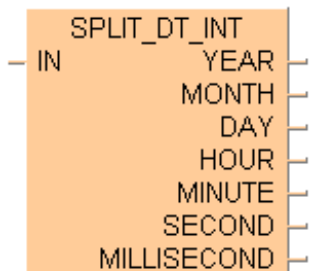 SPLIT_DT_INT
IN YEAR
MONTH
DAY
HOUR
MINUTE
SECOND
MILLISECOND